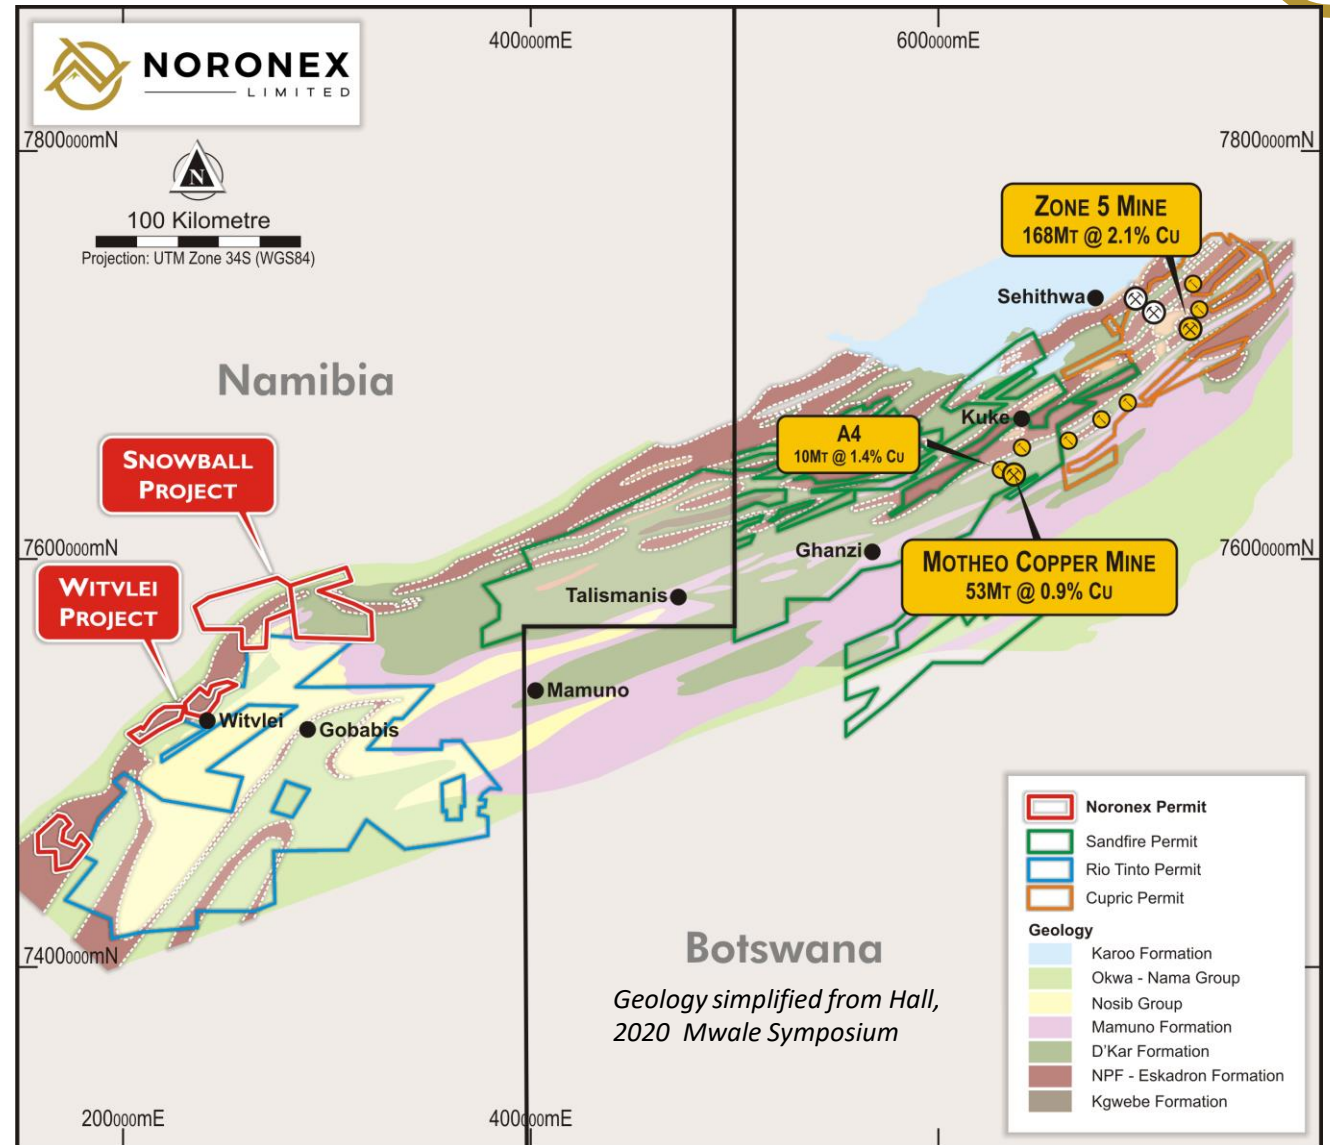 NORONEX
LIMITED
400000mE
600000mE
7800000mN
7800000mN
N
100 Kilometre
Projection: UTM Zone 34S (WGS84)
ZONE 5 MINE
168MT @ 2.1% CU
Sehithwa
Namibia
Kuke
A4
10MT @ 1.4% CU
SNOWBALL
PROJECT
7600000mN
7600000mN
Ghanzi
MOTHEO COPPER MINE
53MT @ 0.9% CU
WITVLEI
PROJECT
Talismanis
Mamuno
Witvlei
Gobabis
Noronex Permit
Sandfire Permit
Rio Tinto Permit
Cupric Permit
Geology
Karoo Formation
Okwa - Nama Group
Nosib Group
Mamuno Formation
D'Kar Formation
NPF - Eskadron Formation
Kgwebe Formation
7400000mN
Botswana
Geology simplified from Hall,
2020 Mwale Symposium
200000mE
400000mE